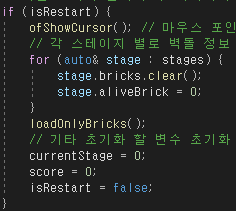 if (isRestart) {
ofShowCursor(); // 마우스 포인
// 각 스테이지 별로 벽돌 정보
for (auto& stage : stages) {
stage.bricks.clear();
stage.aliveBrick = 0;
}
loadOnlyBricks();
// 기타 초기화 할 변수 초기화
currentStage = 0;
score = 0;
isRestart = false;
}